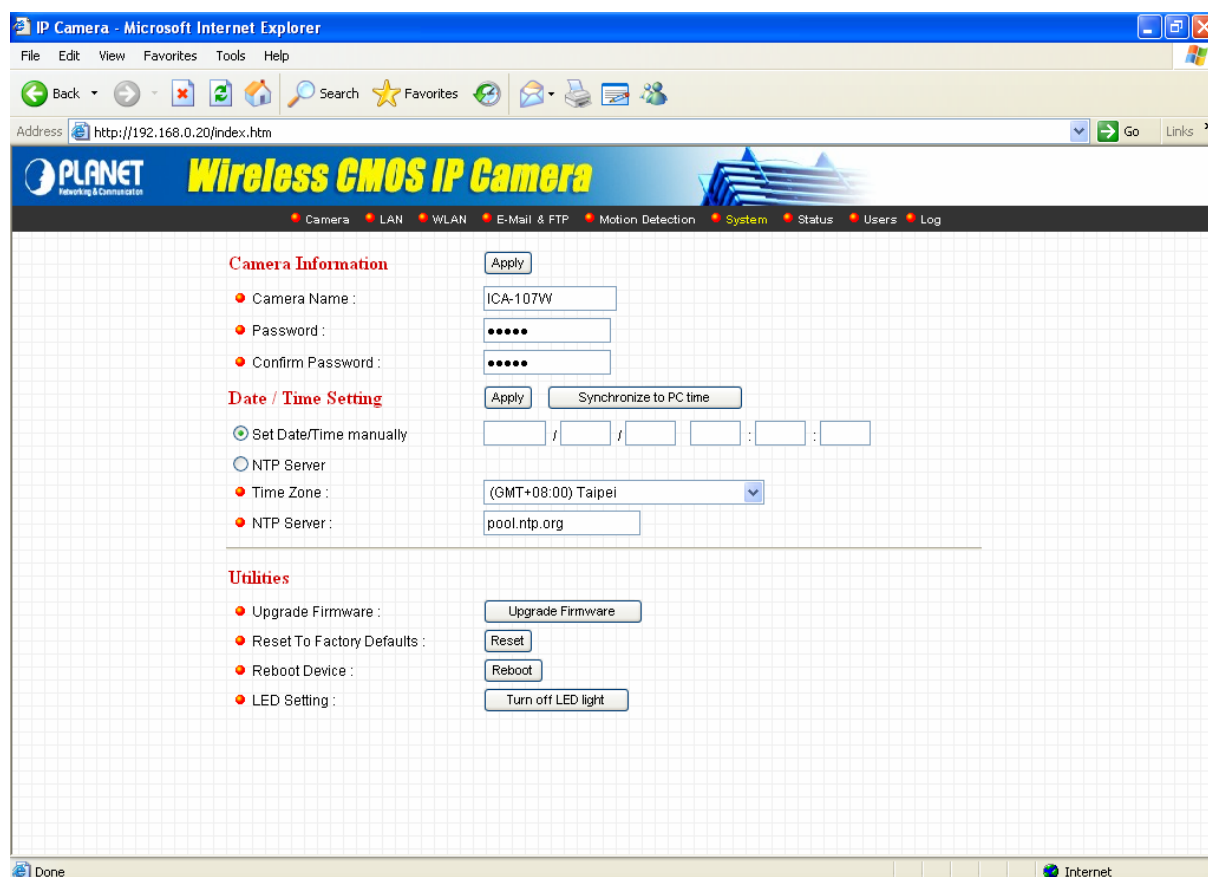 IP Camera - Microsoft Internet Explorer
File Edit View Favorites Tools Help
Back Search Favorites
Address http://192.168.0.20/index.htm Go Links
PLANET Networking & Communication Wireless CMOS IP Camera
Camera LAN WLAN E-Mail & FTP Motion Detection System Status Users Log
Camera Information Apply
Camera Name : ICA-107W
Password : •••••
Confirm Password : •••••
Date / Time Setting Apply Synchronize to PC time
Set Date/Time manually / / : :
NTP Server
Time Zone : (GMT+08:00) Taipei
NTP Server : pool.ntp.org
Utilities
Upgrade Firmware : Upgrade Firmware
Reset To Factory Defaults : Reset
Reboot Device : Reboot
LED Setting : Turn off LED light
Done Internet